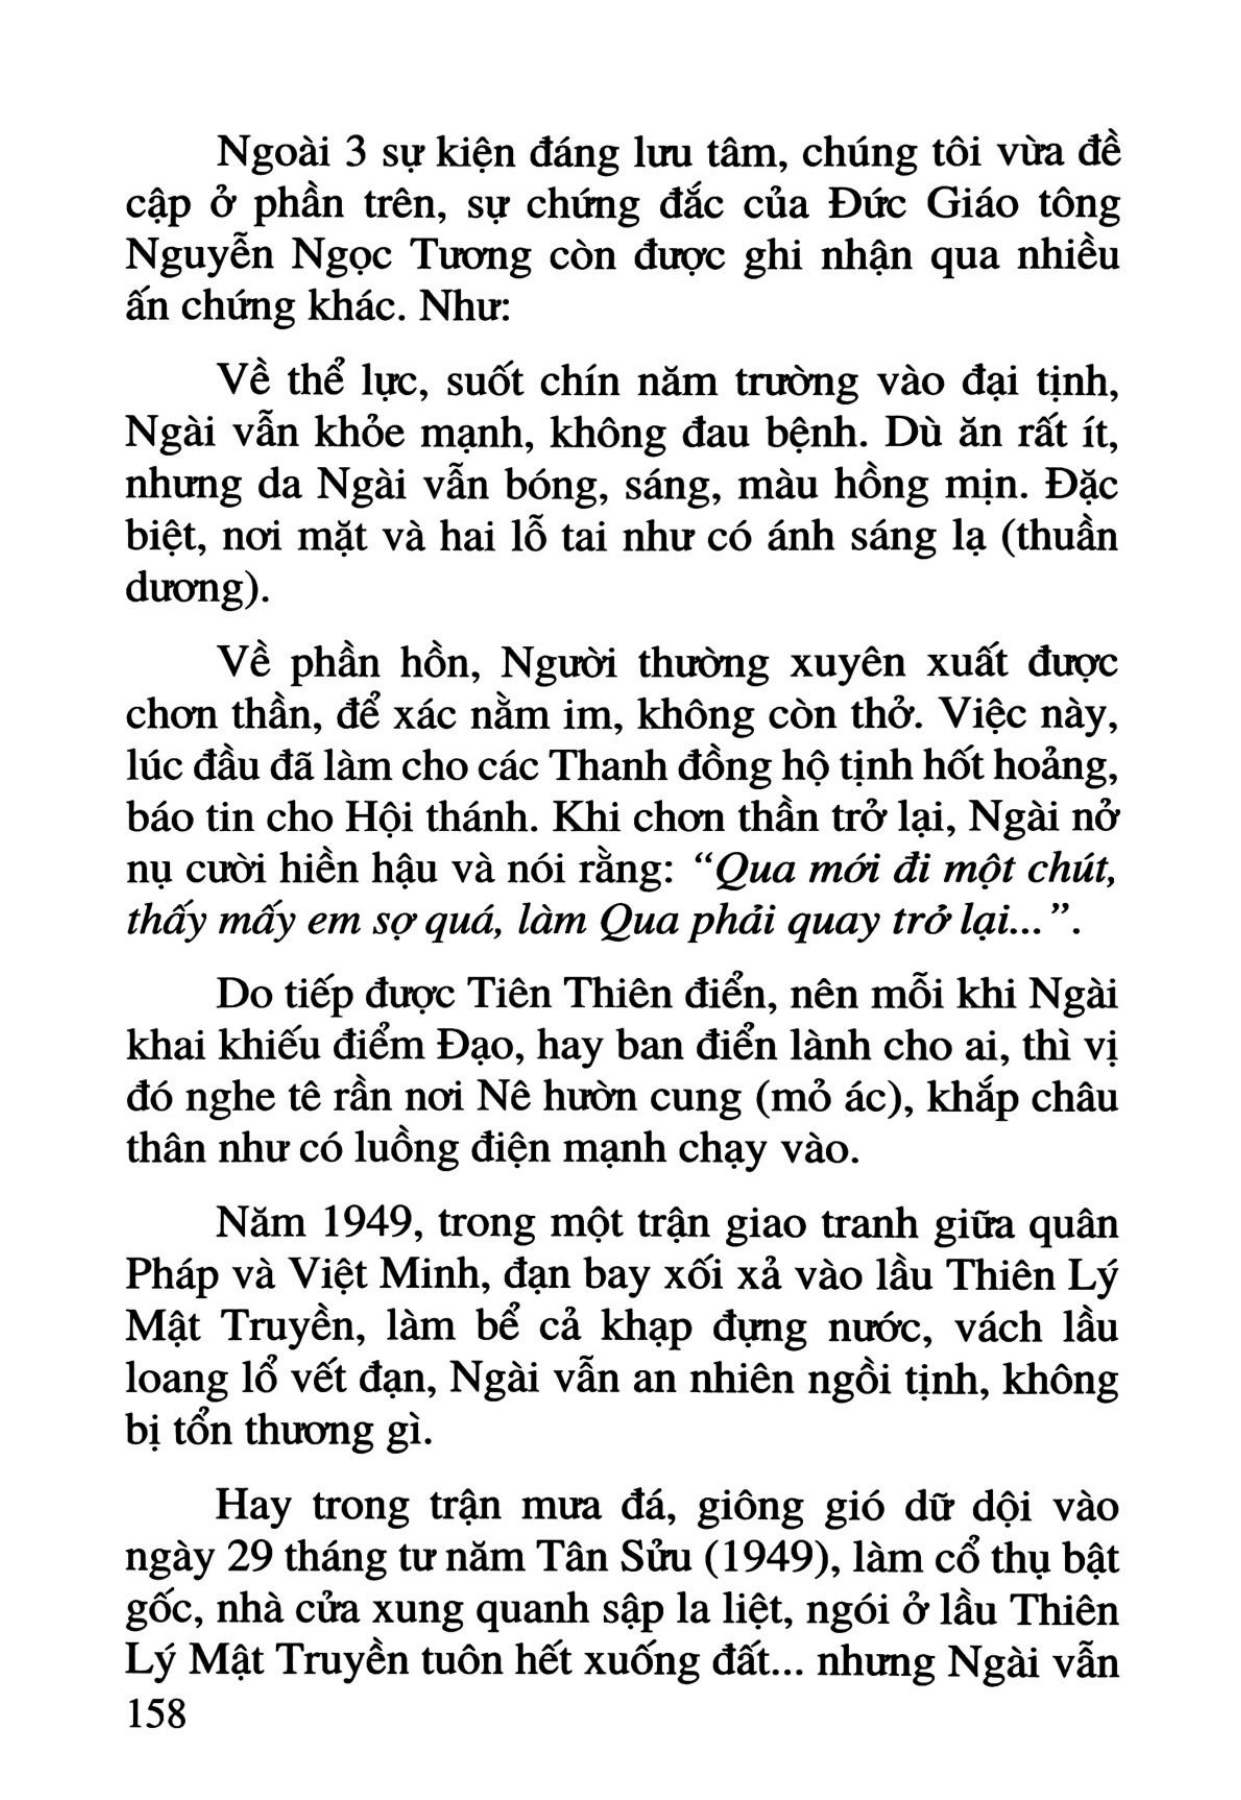 Ngoài 3 sự kiện đáng lưu tâm, chúng tôi vừa đề
cập ở phần trên, sự chứng đắc của Đức Giáo tông
Nguyễn Ngọc Tương còn được ghi nhận qua nhiều
ấn chứng khác. Như:
Về thể lực, suốt chín năm trường vào đại tịnh,
Ngài vẫn khỏe mạnh, không đau bệnh. Dù ăn rất ít,
nhưng da Ngài vẫn bóng, sáng, màu hồng mịn. Đặc
biệt, nơi mặt và hai lỗ tai như có ánh sáng lạ (thuần
dương).
Về phần hồn, Người thường xuyên xuất được
chơn thần, để xác nằm im, không còn thở. Việc này,
lúc đầu đã làm cho các Thanh đồng hộ tịnh hốt hoảng,
báo tin cho Hội thánh. Khi chơn thần trở lại, Ngài nở
nụ cười hiền hậu và nói rằng: “Qua mới đi một chút,
thấy mấy em sợ quá, làm Qua phải quay trở lại...”.
Do tiếp được Tiên Thiên điển, nên mỗi khi Ngài
khai khiếu điểm Đạo, hay ban điển lành cho ai, thì vị
đó nghe tê rần nơi Nê hườn cung (mỏ ác), khắp châu
thân như có luồng điện mạnh chạy vào.
Năm 1949, trong một trận giao tranh giữa quân
Pháp và Việt Minh, đạn bay xối xả vào lầu Thiên Lý
Mật Truyền, làm bể cả khạp đựng nước, vách lầu
loang lổ vết đạn, Ngài vẫn an nhiên ngồi tịnh, không
bị tổn thương gì.
Hay trong trận mưa đá, giông gió dữ dội vào
ngày 29 tháng tư năm Tân Sửu (1949), làm cổ thụ bật
gốc, nhà cửa xung quanh sập la liệt, ngói ở lầu Thiên
Lý Mật Truyền tuôn hết xuống đất... nhưng Ngài vẫn
158